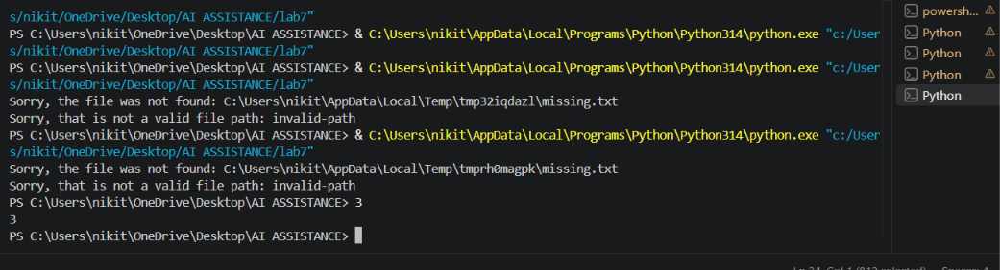 s/nikit/OneDrive/Desktop/AI ASSISTANCE/lab7"
PS C:\Users\nikit\OneDrive\Desktop\AI ASSISTANCE> & C:\Users\nikit\AppData\Local\Programs\Python\Python314\python.exe "c:/User
s/nikit/OneDrive/Desktop/AI ASSISTANCE/lab7"
PS C:\Users\nikit\OneDrive\Desktop\AI ASSISTANCE> & C:\Users\nikit\AppData\Local\Programs\Python\Python314\python.exe "c:/User
s/nikit/OneDrive/Desktop/AI ASSISTANCE/lab7"
Sorry, the file was not found: C:\Users\nikit\AppData\Local\Temp\tmp32iqdazl\missing.txt
Sorry, that is not a valid file path: invalid-path
PS C:\Users\nikit\OneDrive\Desktop\AI ASSISTANCE> & C:\Users\nikit\AppData\Local\Programs\Python\Python314\python.exe "c:/User
s/nikit/OneDrive/Desktop/AI ASSISTANCE/lab7"
Sorry, the file was not found: C:\Users\nikit\AppData\Local\Temp\tmprh0magpk\missing.txt
Sorry, that is not a valid file path: invalid-path
PS C:\Users\nikit\OneDrive\Desktop\AI ASSISTANCE> 3
3
PS C:\Users\nikit\OneDrive\Desktop\AI ASSISTANCE>
powersh...
Python
Python
Python
Python